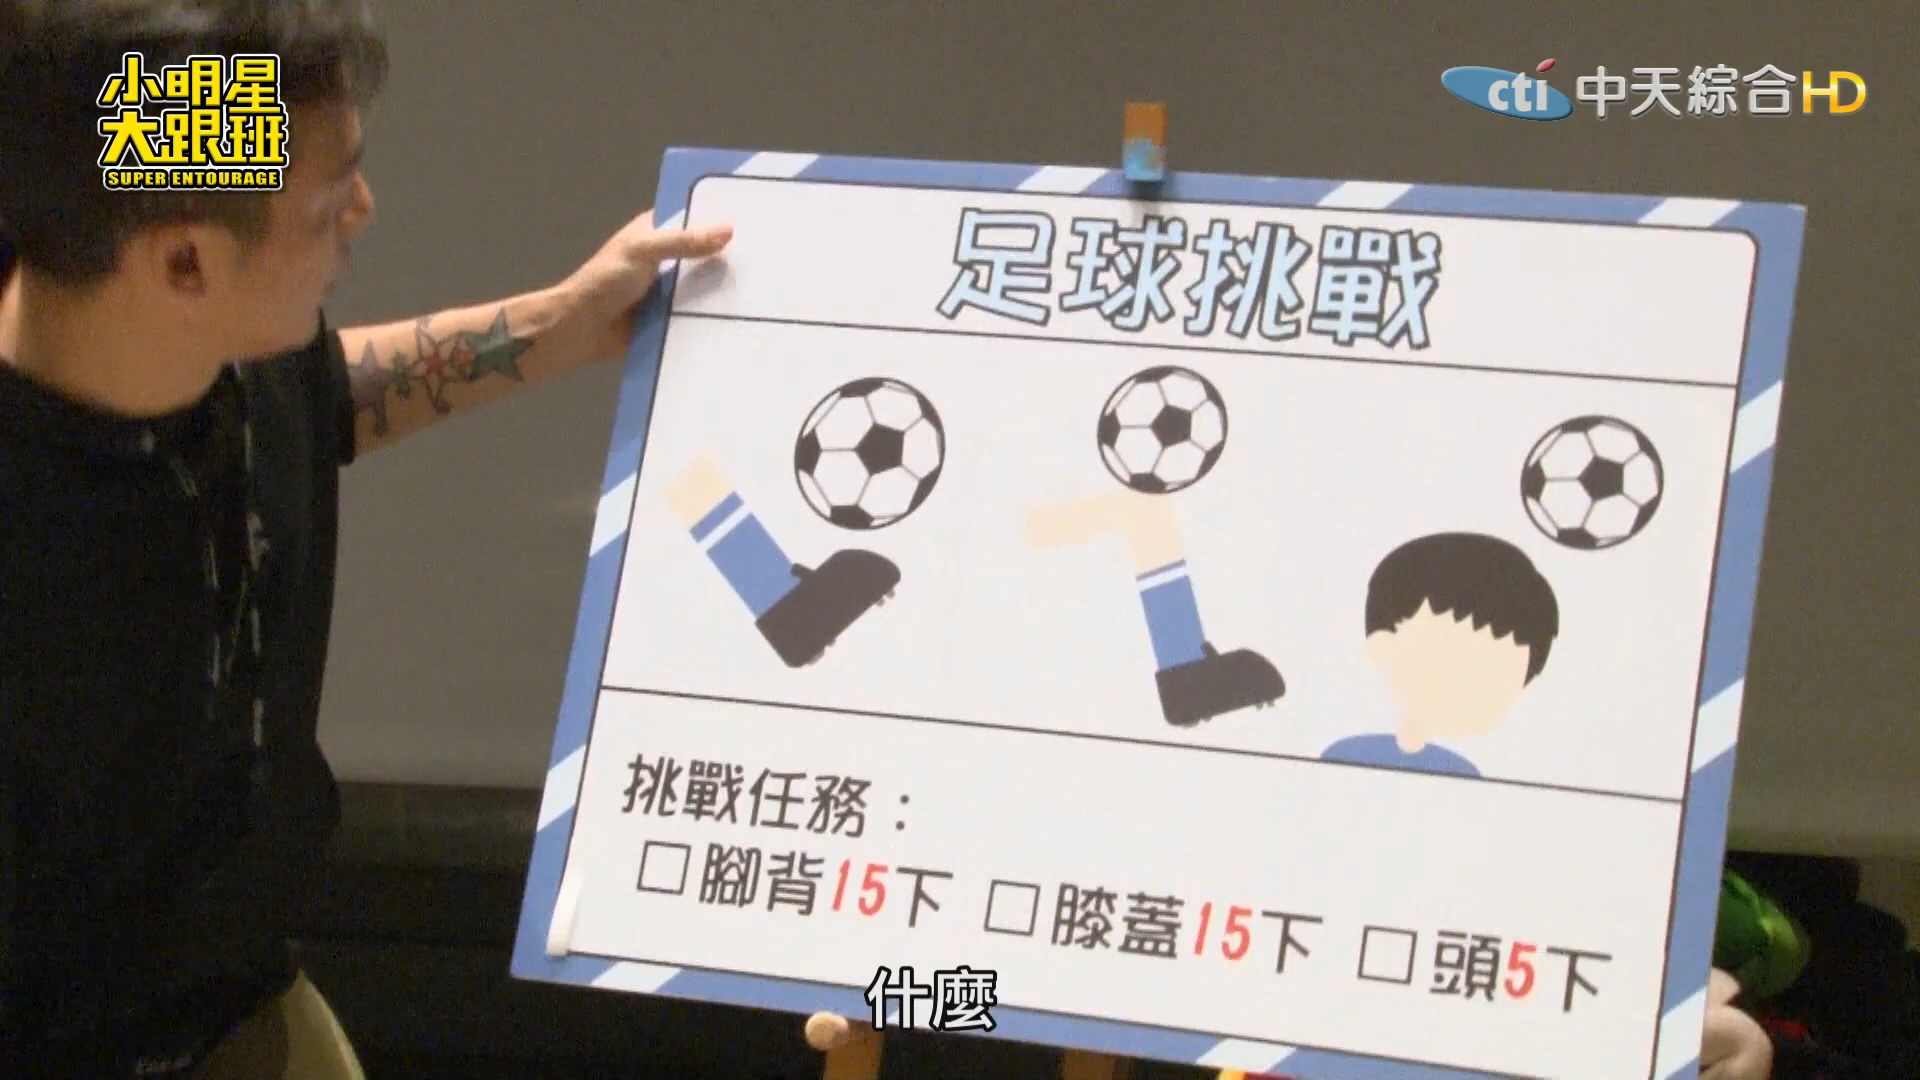 小明星
大跟班
SUPER ENTOURAGE
cti 中天綜合HD
足球挑戰
挑戰任務：
□腳背15下 □膝蓋15下 □頭5下
什麼